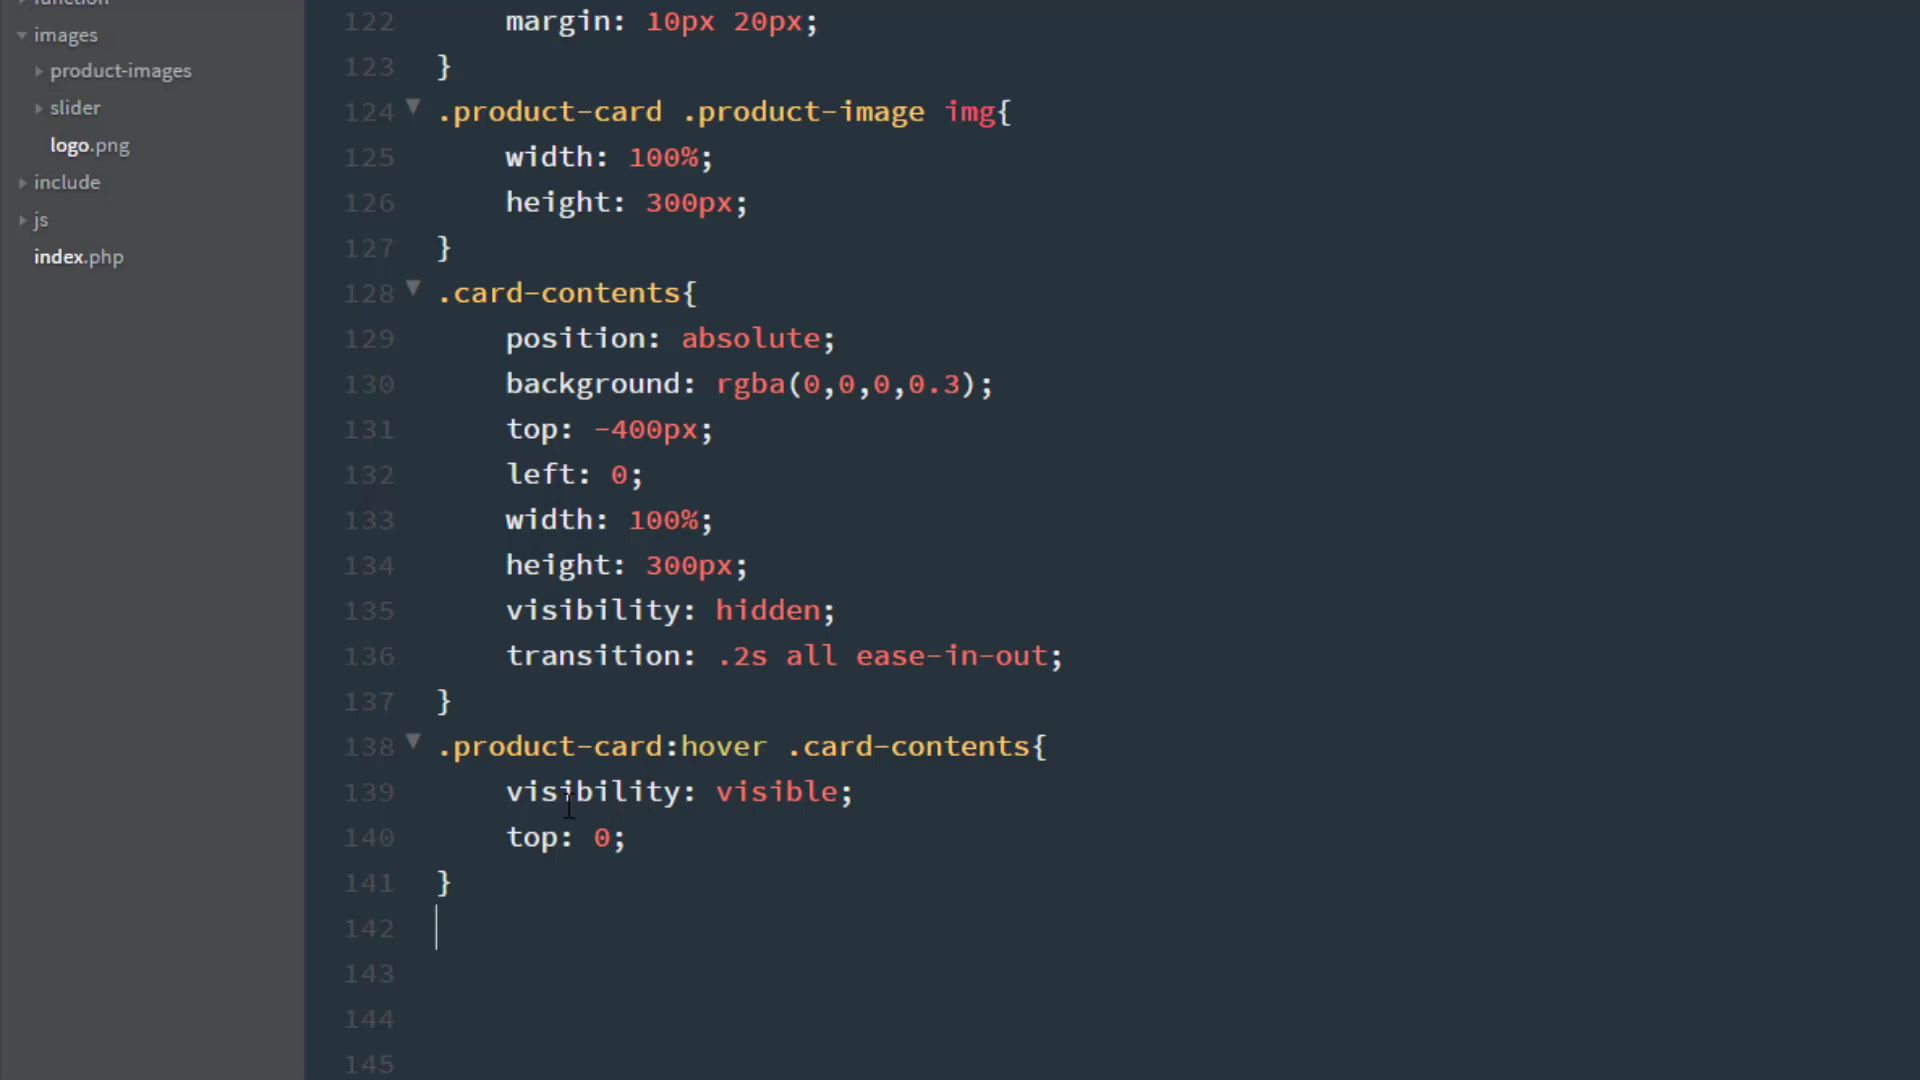 function
images
product-images
slider
logo.png
include
js
index.php
122 margin: 10px 20px;
123 }
124 .product-card .product-image img{
125 width: 100%;
126 height: 300px;
127 }
128 .card-contents{
129 position: absolute;
130 background: rgba(0,0,0,0.3);
131 top: -400px;
132 left: 0;
133 width: 100%;
134 height: 300px;
135 visibility: hidden;
136 transition: .2s all ease-in-out;
137 }
138 .product-card:hover .card-contents{
139 visibility: visible;
140 top: 0;
141 }
142
143
144
145